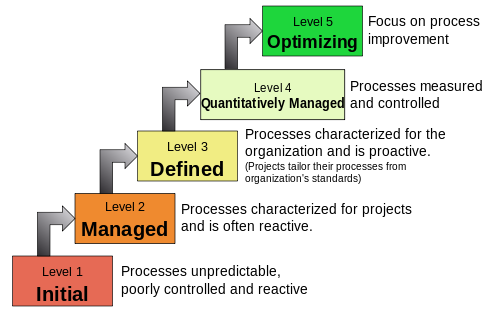 Level 5
Optimizing
Focus on process
improvement
Level 4
Quantitatively Managed
Processes measured
and controlled
Level 3
Defined
Processes characterized for the
organization and is proactive.
(Projects tailor their processes from
organization's standards)
Level 2
Managed
Processes characterized for projects
and is often reactive.
Level 1
Initial
Processes unpredictable,
poorly controlled and reactive